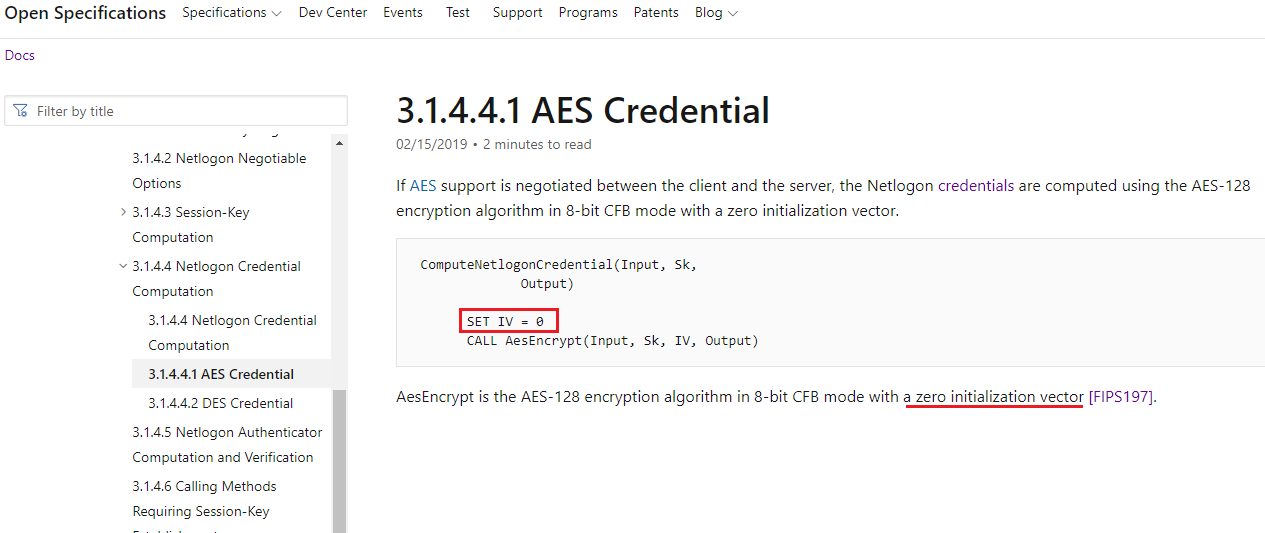 Open Specifications Specifications Dev Center Events Test Support Programs Patents Blog
Docs
Filter by title
3.1.4.2 Netlogon Negotiable
Options
3.1.4.3 Session-Key
Computation
3.1.4.4 Netlogon Credential
Computation
3.1.4.4 Netlogon Credential
Computation
3.1.4.4.1 AES Credential
3.1.4.4.2 DES Credential
3.1.4.5 Netlogon Authenticator
Computation and Verification
3.1.4.6 Calling Methods
Requiring Session-Key
3.1.4.4.1 AES Credential
02/15/2019 • 2 minutes to read
If AES support is negotiated between the client and the server, the Netlogon credentials are computed using the AES-128
encryption algorithm in 8-bit CFB mode with a zero initialization vector.
ComputeNetlogonCredential(Input, Sk,
Output)
SET IV = 0
CALL AesEncrypt(Input, Sk, IV, Output)
AesEncrypt is the AES-128 encryption algorithm in 8-bit CFB mode with a zero initialization vector [FIPS197].